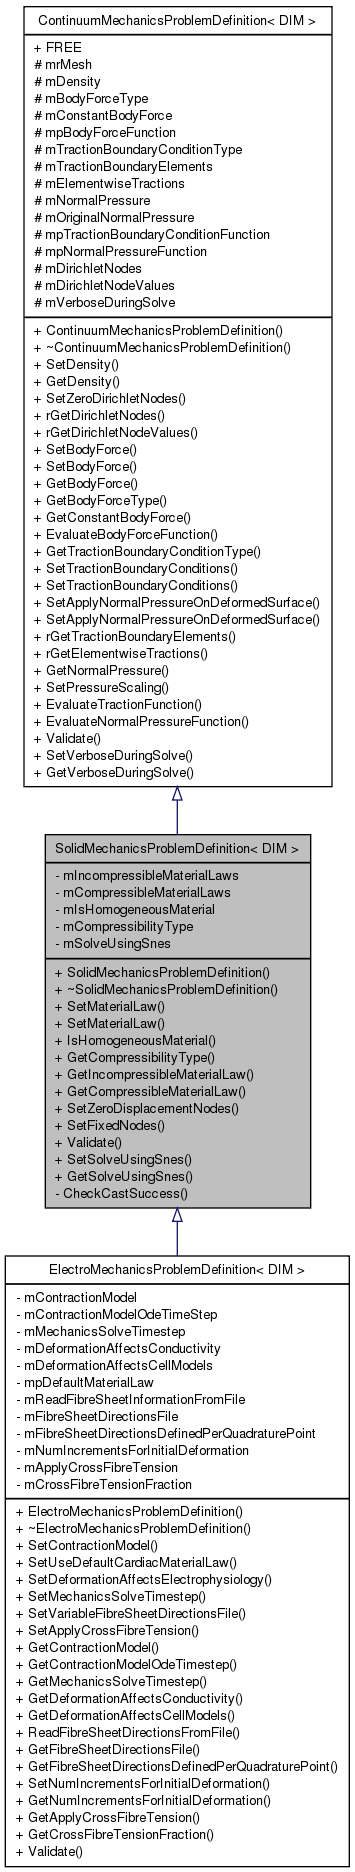 ContinuumMechanicsProblemDefinition< DIM >
+ FREE
# mrMesh
# mDensity
# mBodyForceType
# mConstantBodyForce
# mpBodyForceFunction
# mTractionBoundaryConditionType
# mTractionBoundaryElements
# mElementwiseTractions
# mNormalPressure
# mOriginalNormalPressure
# mpTractionBoundaryConditionFunction
# mpNormalPressureFunction
# mDirichletNodes
# mDirichletNodeValues
# mVerboseDuringSolve
+ ContinuumMechanicsProblemDefinition()
+ ~ContinuumMechanicsProblemDefinition()
+ SetDensity()
+ GetDensity()
+ SetZeroDirichletNodes()
+ rGetDirichletNodes()
+ rGetDirichletNodeValues()
+ SetBodyForce()
+ SetBodyForce()
+ GetBodyForce()
+ GetBodyForceType()
+ GetConstantBodyForce()
+ EvaluateBodyForceFunction()
+ GetTractionBoundaryConditionType()
+ SetTractionBoundaryConditions()
+ SetTractionBoundaryConditions()
+ SetApplyNormalPressureOnDeformedSurface()
+ SetApplyNormalPressureOnDeformedSurface()
+ rGetTractionBoundaryElements()
+ rGetElementwiseTractions()
+ GetNormalPressure()
+ SetPressureScaling()
+ EvaluateTractionFunction()
+ EvaluateNormalPressureFunction()
+ Validate()
+ SetVerboseDuringSolve()
+ GetVerboseDuringSolve()
SolidMechanicsProblemDefinition< DIM >
- mIncompressibleMaterialLaws
- mCompressibleMaterialLaws
- mIsHomogeneousMaterial
- mCompressibilityType
- mSolveUsingSnes
+ SolidMechanicsProblemDefinition()
+ ~SolidMechanicsProblemDefinition()
+ SetMaterialLaw()
+ SetMaterialLaw()
+ IsHomogeneousMaterial()
+ GetCompressibilityType()
+ GetIncompressibleMaterialLaw()
+ GetCompressibleMaterialLaw()
+ SetZeroDisplacementNodes()
+ SetFixedNodes()
+ Validate()
+ SetSolveUsingSnes()
+ GetSolveUsingSnes()
- CheckCastSuccess()
ElectroMechanicsProblemDefinition< DIM >
- mContractionModel
- mContractionModelOdeTimeStep
- mMechanicsSolveTimestep
- mDeformationAffectsConductivity
- mDeformationAffectsCellModels
- mpDefaultMaterialLaw
- mReadFibreSheetInformationFromFile
- mFibreSheetDirectionsFile
- mFibreSheetDirectionsDefinedPerQuadraturePoint
- mNumIncrementsForInitialDeformation
- mApplyCrossFibreTension
- mCrossFibreTensionFraction
+ ElectroMechanicsProblemDefinition()
+ ~ElectroMechanicsProblemDefinition()
+ SetContractionModel()
+ SetUseDefaultCardiacMaterialLaw()
+ SetDeformationAffectsElectrophysiology()
+ SetMechanicsSolveTimestep()
+ SetVariableFibreSheetDirectionsFile()
+ SetApplyCrossFibreTension()
+ GetContractionModel()
+ GetContractionModelOdeTimestep()
+ GetMechanicsSolveTimestep()
+ GetDeformationAffectsConductivity()
+ GetDeformationAffectsCellModels()
+ ReadFibreSheetDirectionsFromFile()
+ GetFibreSheetDirectionsFile()
+ GetFibreSheetDirectionsDefinedPerQuadraturePoint()
+ SetNumIncrementsForInitialDeformation()
+ GetNumIncrementsForInitialDeformation()
+ GetApplyCrossFibreTension()
+ GetCrossFibreTensionFraction()
+ Validate()